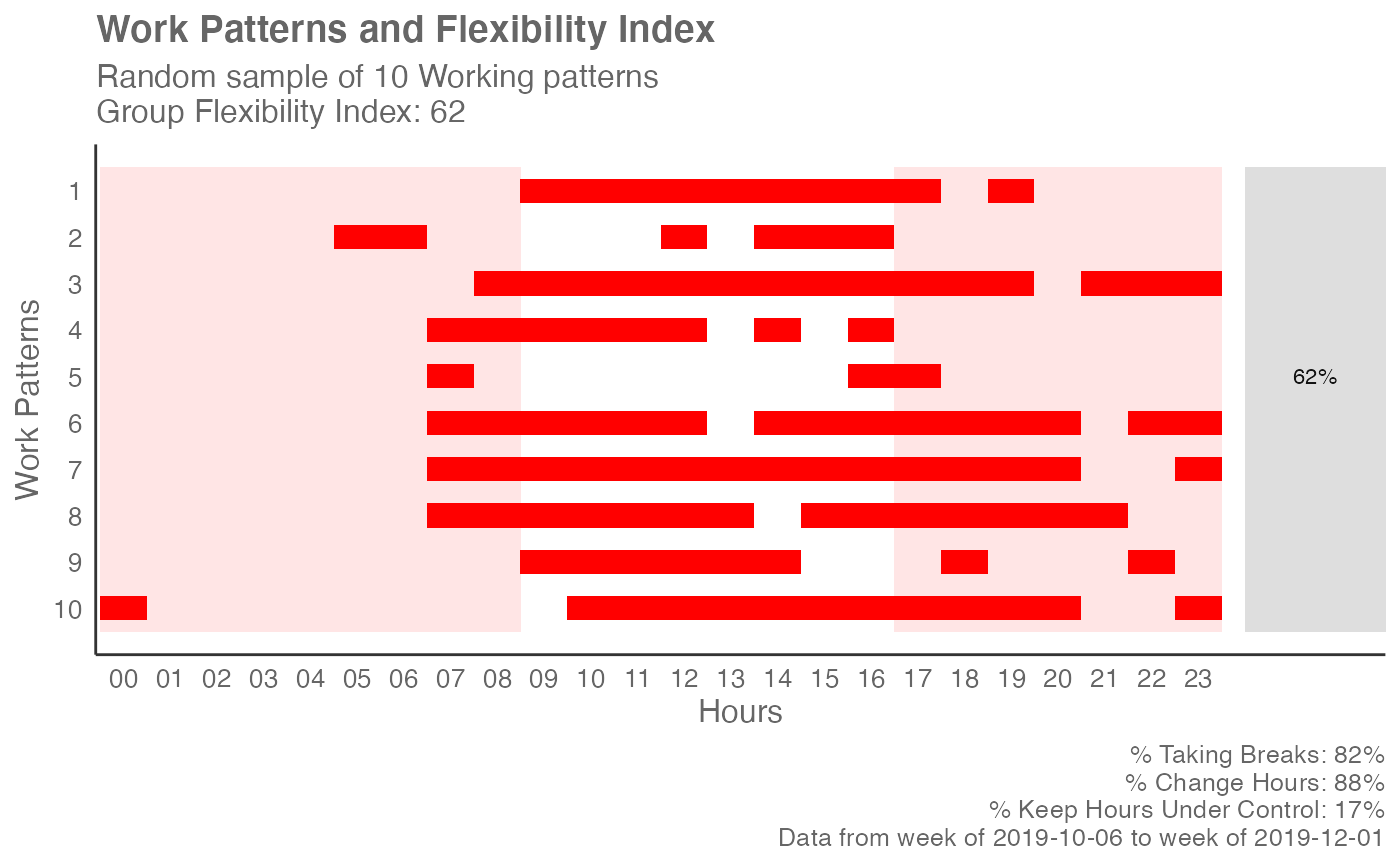 Work Patterns and Flexibility Index
Random sample of 10 Working patterns
Group Flexibility Index: 62
Work Patterns
1
2
3
4
5
6
7
8
9
10
62%
00 01 02 03 04 05 06 07 08 09 10 11 12 13 14 15 16 17 18 19 20 21 22 23
Hours
% Taking Breaks: 82%
% Change Hours: 88%
% Keep Hours Under Control: 17%
Data from week of 2019-10-06 to week of 2019-12-01